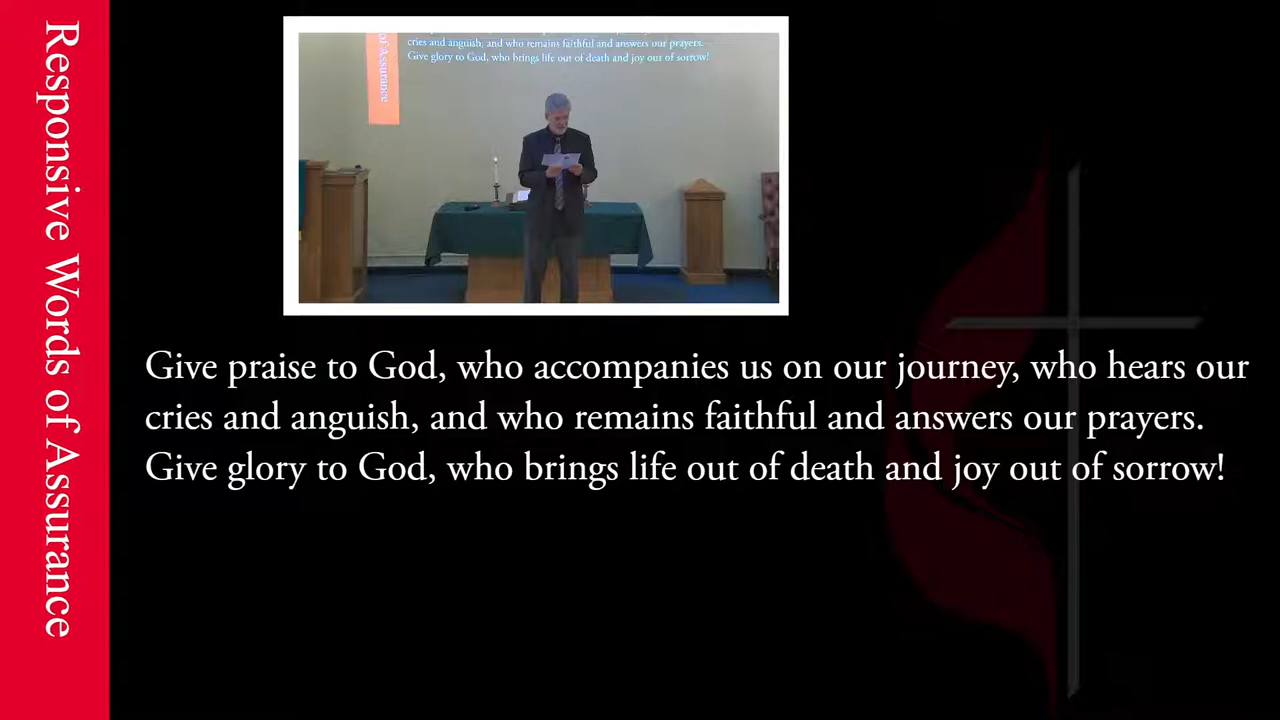 Responsive Words of Assurance
of Assurance
cries and anguish, and who remains faithful and answers our prayers.
Give glory to God, who brings life out of death and joy out of sorrow!
Give praise to God, who accompanies us on our journey, who hears our
cries and anguish, and who remains faithful and answers our prayers.
Give glory to God, who brings life out of death and joy out of sorrow!